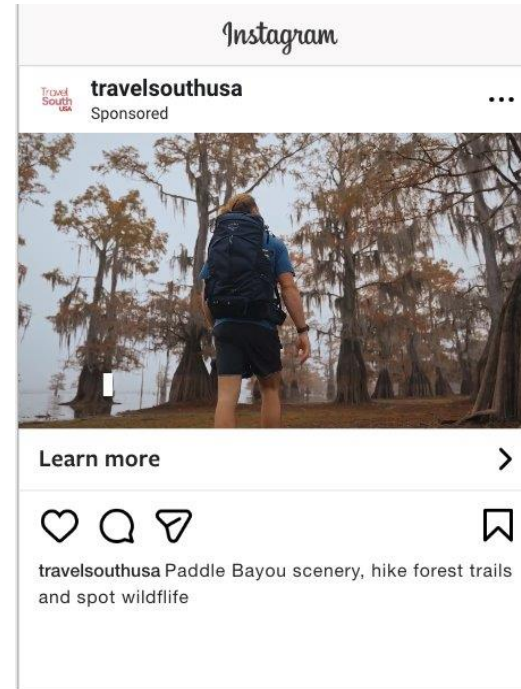 Instagram
Travel
South
USA
travelsouthusa
Sponsored
Learn more
travelsouthusa Paddle Bayou scenery, hike forest trails
and spot wildflife